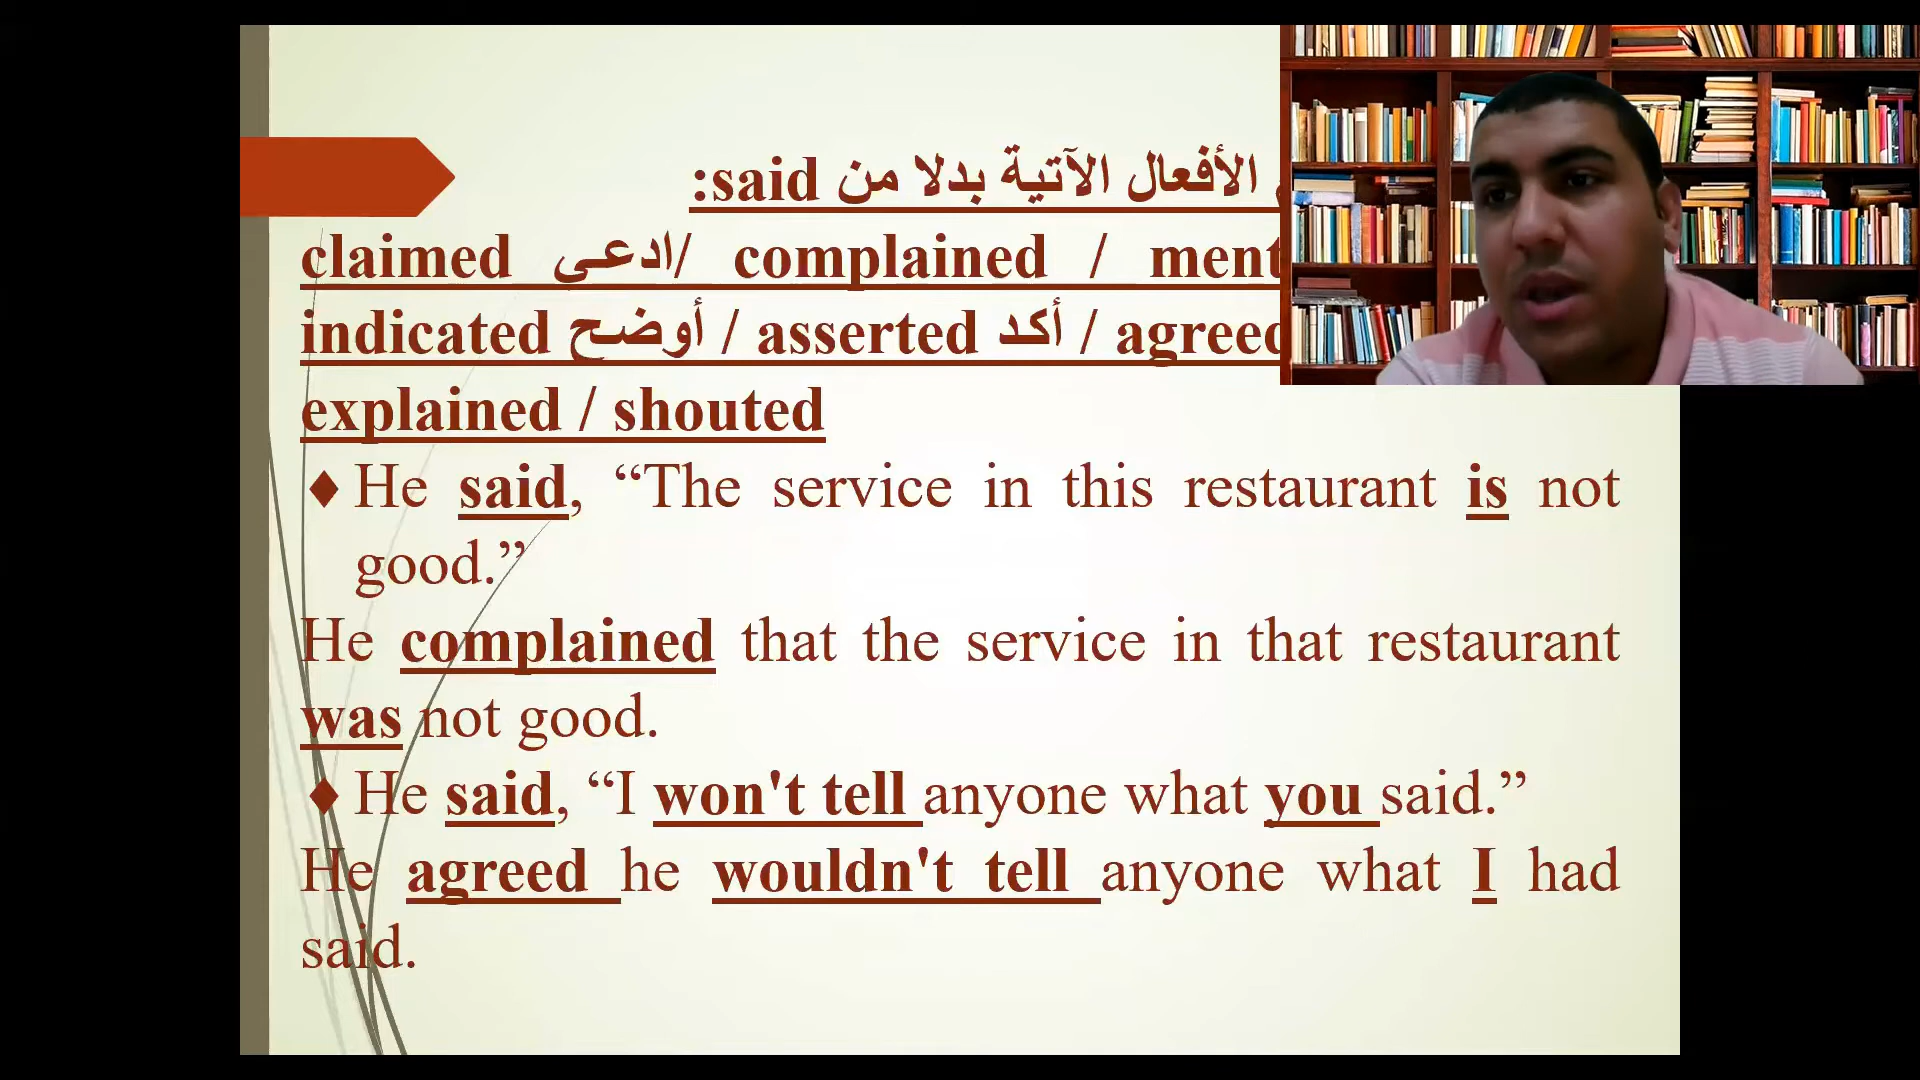 الأفعال الآتية بدلا من said:
claimed ادعى/ complained /
indicated أوضح / asserted أكد / agreed
explained / shouted
♦ He said, “The service in this restaurant is not
good.”
He complained that the service in that restaurant
was not good.
♦ He said, “I won't tell anyone what you said.”
He agreed he wouldn't tell anyone what I had
said.